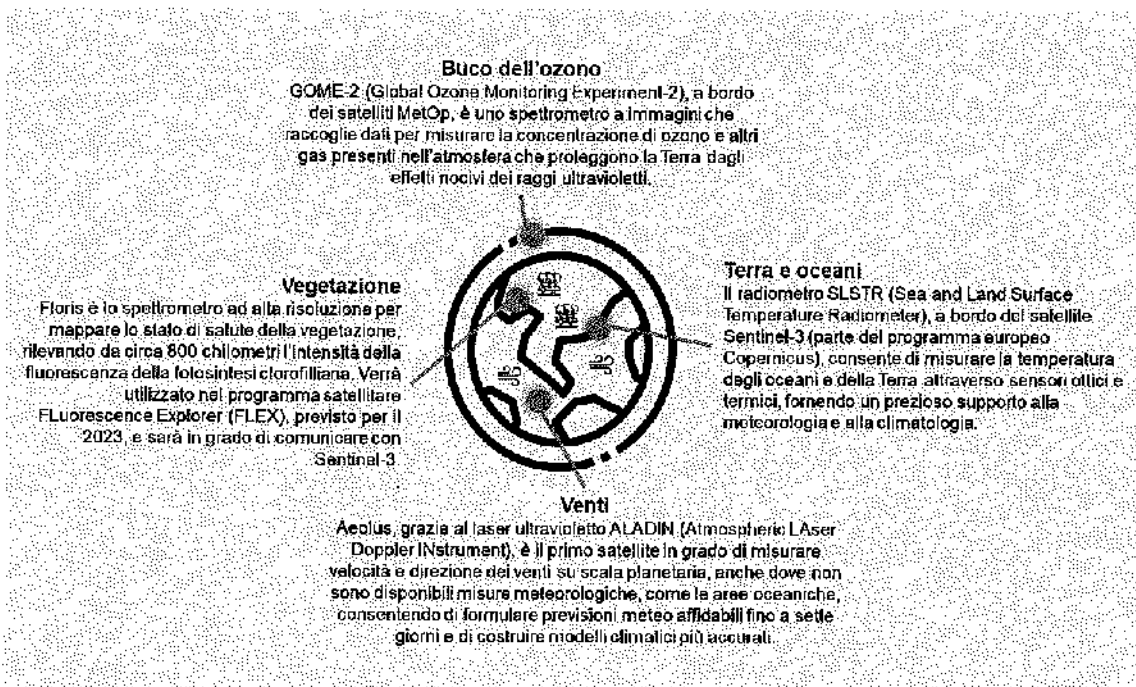 Buco dell'ozono
GOME-2 (Global Ozone Monitoring Experiment-2), a bordo
dei satelliti MetOp, è uno spettrometro a immagini che
raccoglie dati per misurare la concentrazione di ozono e altri
gas presenti nell'atmosfera che proteggono la Terra dagli
effetti nocivi dei raggi ultravioletti.
Vegetazione
Floris è lo spettrometro ad alta risoluzione per
mappare lo stato di salute della vegetazione,
rilevando da circa 800 chilometri l'intensità della
fluorescenza della fotosintesi clorofilliana. Verrà
utilizzato nel programma satellitare
FLuorescence Explorer (FLEX), previsto per il
2023, e sarà in grado di comunicare con
Sentinel-3
Terra e oceani
Il radiometro SLSTR (Sea and Land Surface
Temperature Radiometer), a bordo del satellite
Sentinel-3 (parte del programma europeo
Copernicus), consente di misurare la temperatura
degli oceani e della Terra attraverso sensori ottici e
termici, fornendo un prezioso supporto alla
meteorologia e alla climatologia.
Venti
Aeolus, grazie al laser ultravioletto ALADIN (Atmospheric LAser
Doppler INstrument), è il primo satellite in grado di misurare
velocità e direzione dei venti su scala planetaria, anche dove non
sono disponibili misure meteorologiche, come le aree oceaniche,
consentendo di formulare previsioni meteo affidabili fino a sette
giorni e di costruire modelli climatici più accurati.